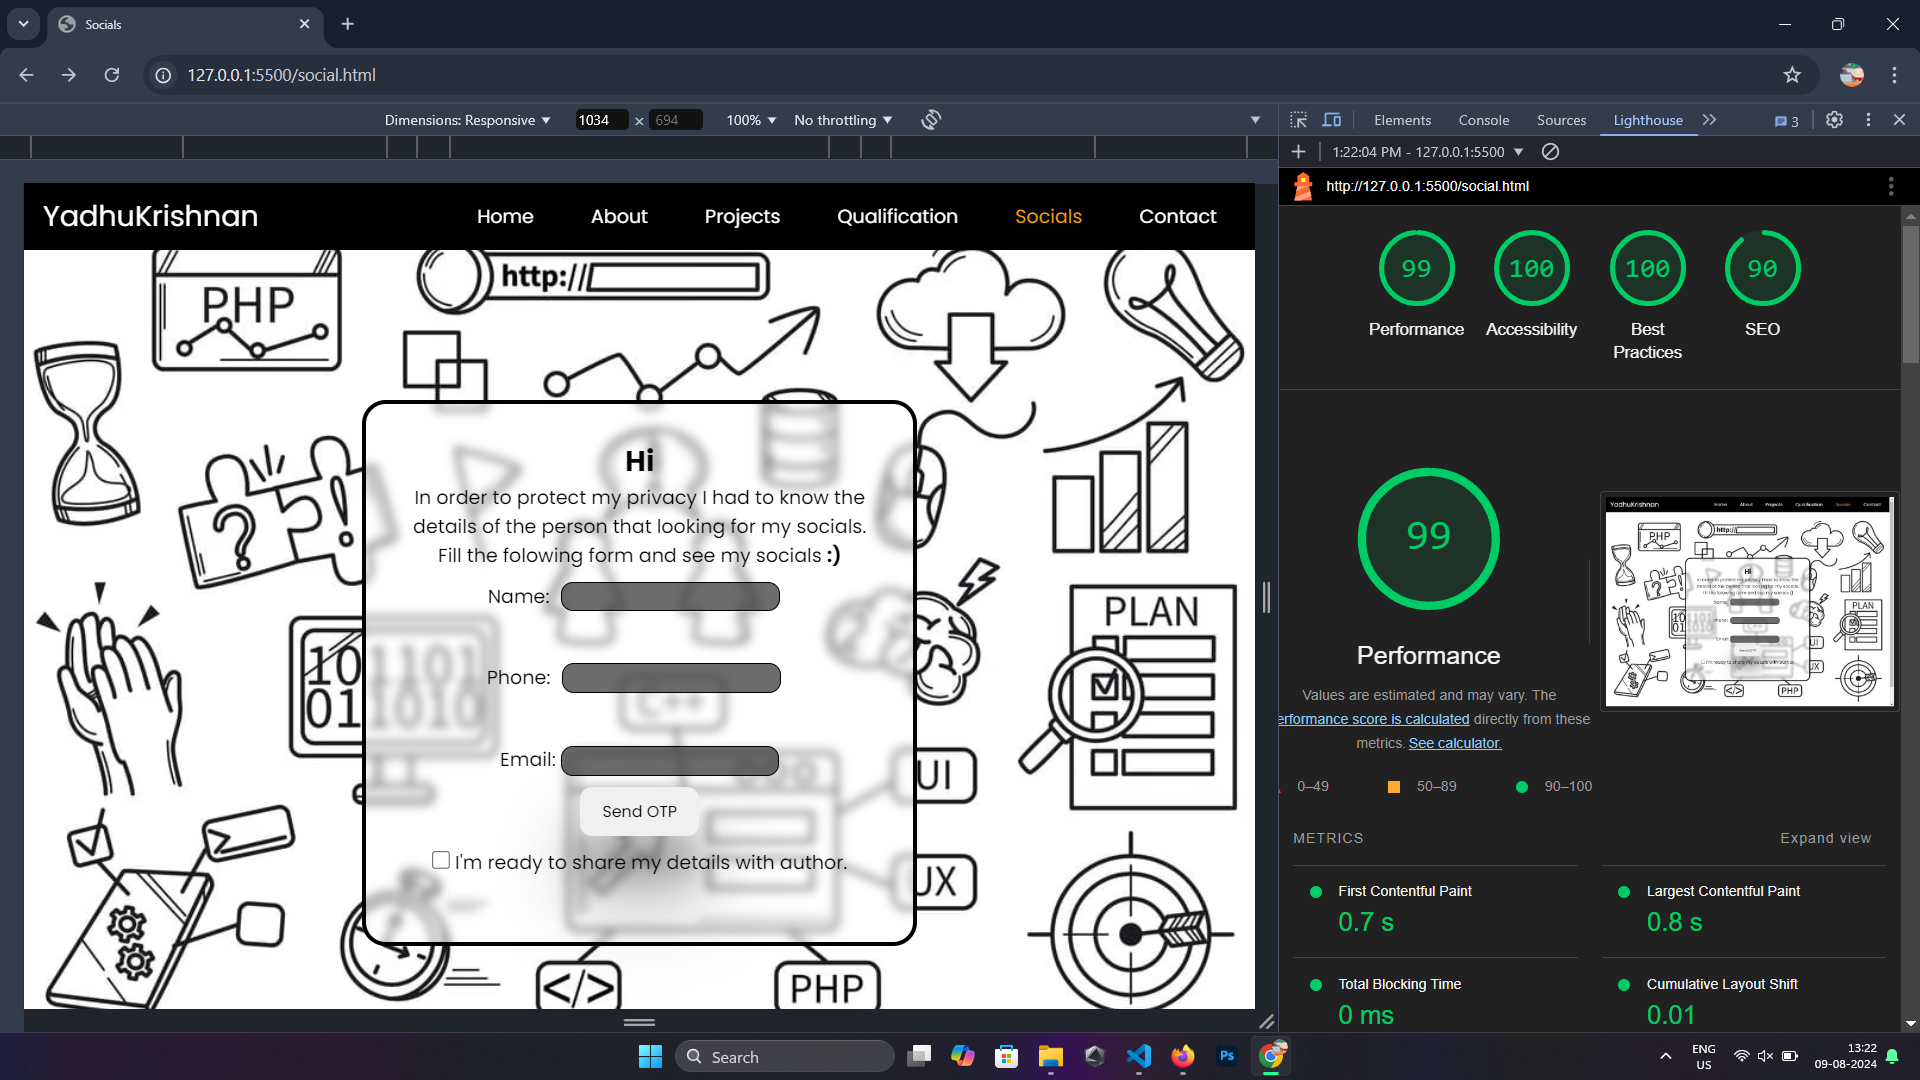 Socials
127.0.0.1:5500/social.html
Dimensions: Responsive 1034 × 694 100% No throttling
Elements Console Sources Lighthouse 3
1:22:04 PM - 127.0.0.1:5500
http://127.0.0.1:5500/social.html
YadhuKrishnan Home About Projects Qualification Socials Contact
PHP
http://
Hi
In order to protect my privacy I had to know the
details of the person that looking for my socials.
Fill the folowing form and see my socials :)
Name:
Phone:
Email:
Send OTP
I'm ready to share my details with author.
101101
011010
C++
PLAN
UI
UX
</>
PHP
99 100 100 90
Performance Accessibility Best Practices SEO
99
Performance
Values are estimated and may vary. The
erformance score is calculated directly from these
metrics. See calculator.
0–49 50–89 90–100
METRICS Expand view
First Contentful Paint
0.7 s
Largest Contentful Paint
0.8 s
Total Blocking Time
0 ms
Cumulative Layout Shift
0.01
Search
Ps
ENG
US
13:22
09-08-2024